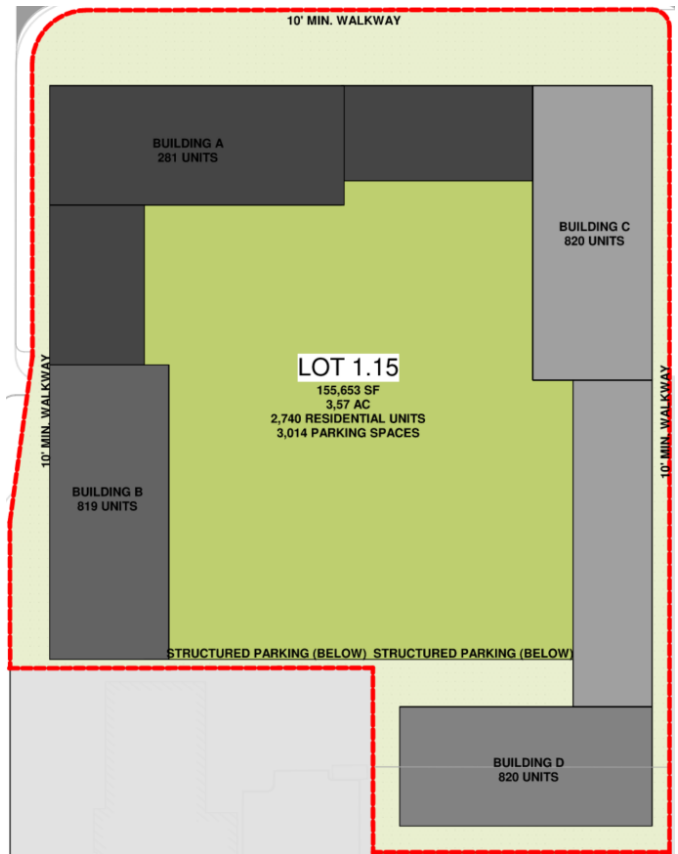 10' MIN. WALKWAY
BUILDING A
281 UNITS
BUILDING C
820 UNITS
LOT 1.15
155,653 SF
3,57 AC
2,740 RESIDENTIAL UNITS
3,014 PARKING SPACES
10' MIN. WALKWAY
10' MIN. WALKWAY
BUILDING B
819 UNITS
STRUCTURED PARKING (BELOW) STRUCTURED PARKING (BELOW)
BUILDING D
820 UNITS